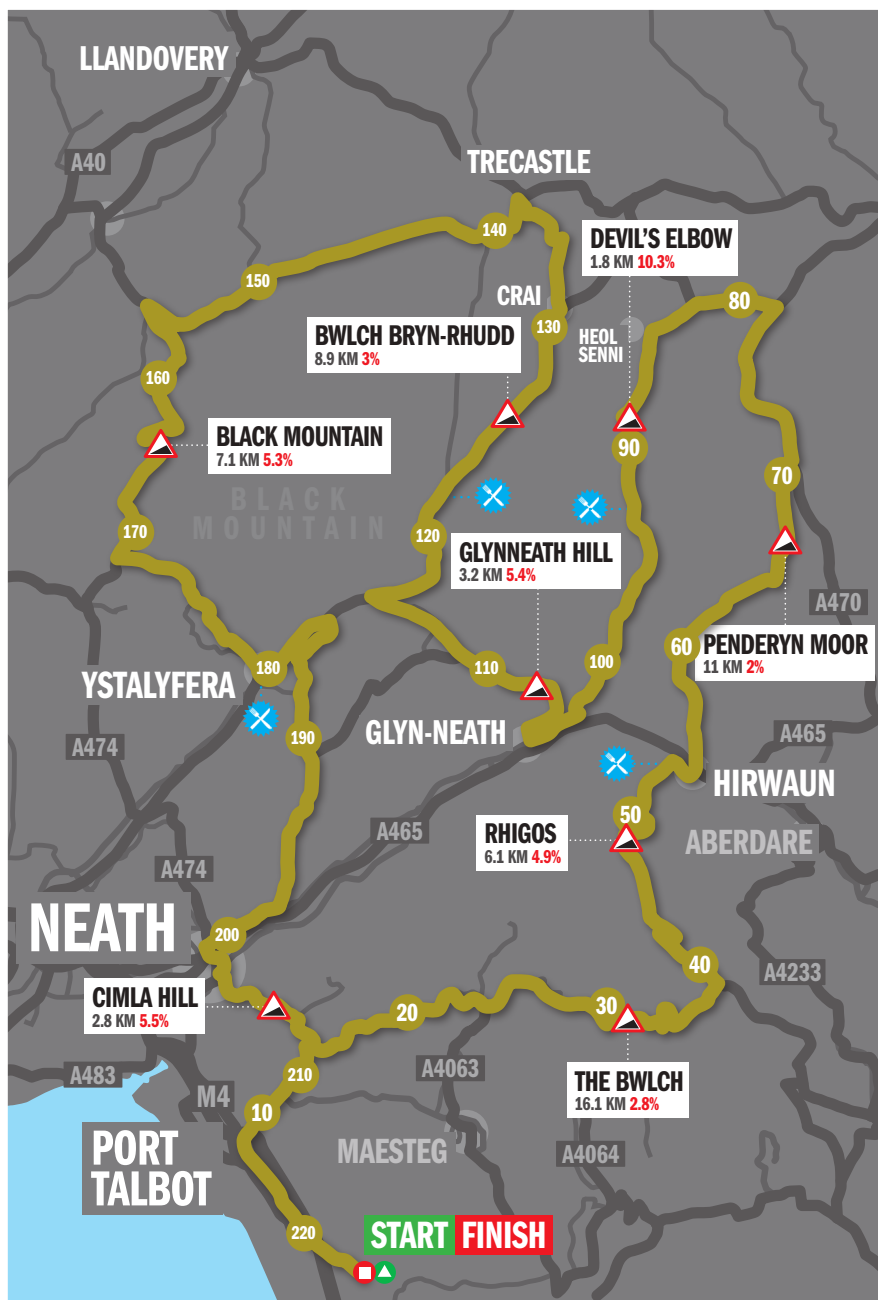 LLANDOVERY
A40
TRECASTLE
140
DEVIL'S ELBOW
1.8 KM 10.3%
150
CRAI
80
BWLCH BRYN-RHUDD
8.9 KM 3%
130
HEOL
SENNI
160
BLACK MOUNTAIN
7.1 KM 5.3%
90
70
BLACK
MOUNTAIN
170
120
GLYNNEATH HILL
3.2 KM 5.4%
A470
60
PENDERYN MOOR
11 KM 2%
180
110
100
YSTALYFERA
190
GLYN-NEATH
A474
A465
HIRWAUN
50
A465
RHIGOS
6.1 KM 4.9%
ABERDARE
A474
NEATH
200
40
A4233
CIMLA HILL
2.8 KM 5.5%
20
30
A483
210
A4063
THE BWLCH
16.1 KM 2.8%
M4
10
PORT
TALBOT
MAESTEG
A4064
220
START FINISH